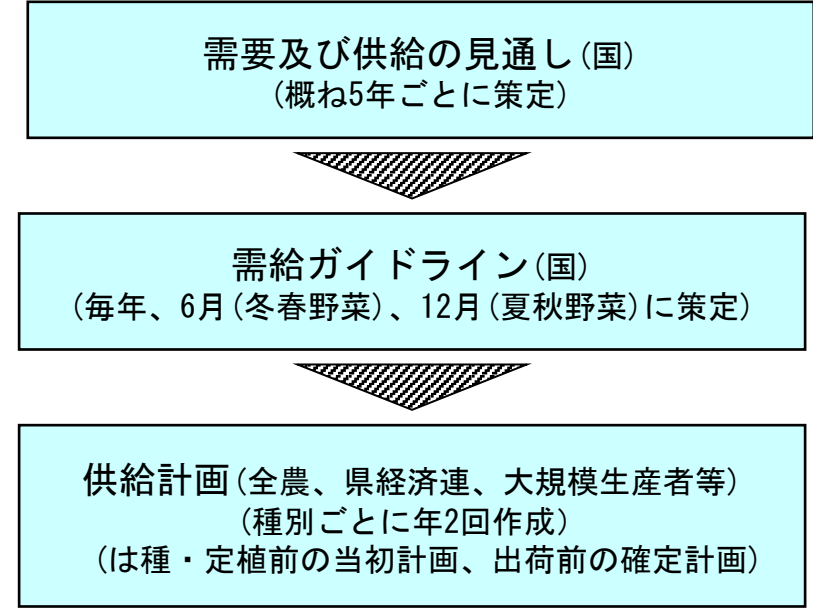 需要及び供給の見通し(国)
(概ね5年ごとに策定)
需給ガイドライン(国)
(毎年、6月(冬春野菜)、12月(夏秋野菜)に策定)
供給計画(全農、県経済連、大規模生産者等)
(種別ごとに年2回作成)
(は種・定植前の当初計画、出荷前の確定計画)